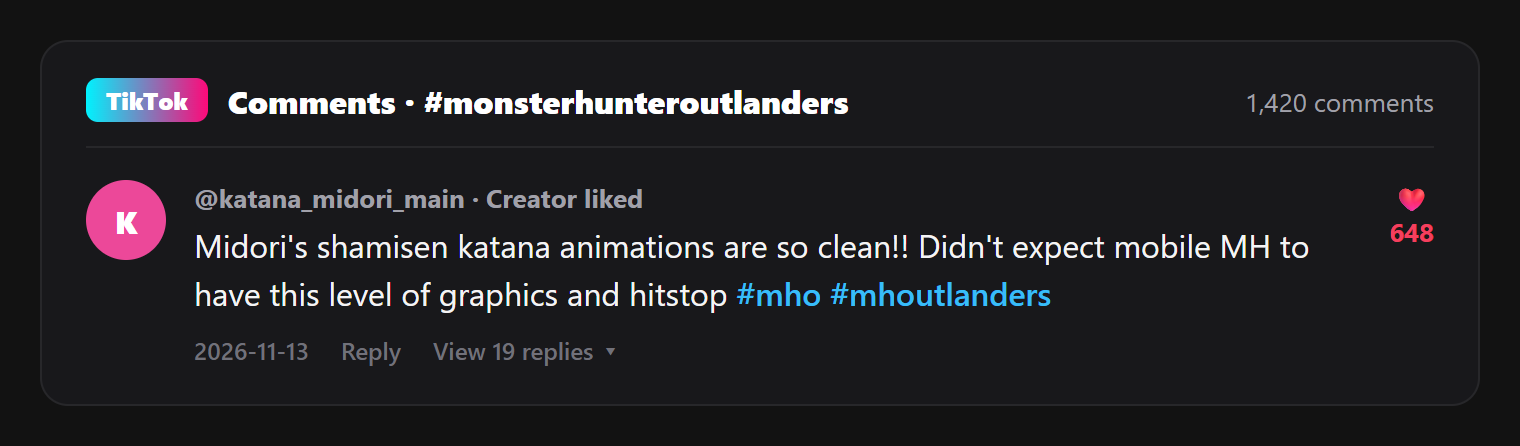 TikTok
Comments · #monsterhunteroutlanders
1,420 comments
K
@katana_midori_main · Creator liked
Midori's shamisen katana animations are so clean!! Didn't expect mobile MH to
have this level of graphics and hitstop #mho #mhoutlanders
648
2026-11-13 Reply View 19 replies ▼